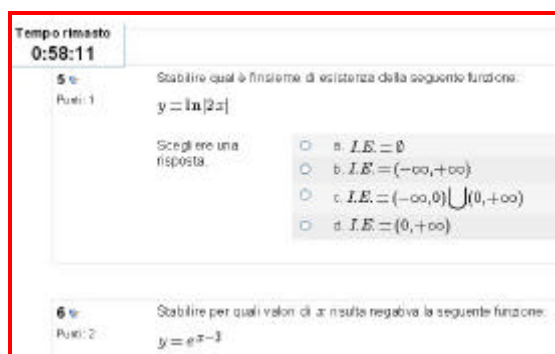 Tempo rimasto
0:58:11
5
Punti: 1
Stabilire qual è l'insieme di esistenza della seguente funzione:
y = ln|2x|
Scegliere una
risposta.
a. I.E. = ∅
b. I.E. = (−∞,+∞)
c. I.E. = (−∞,0)⋃(0,+∞)
d. I.E. = (0,+∞)
6
Punti: 2
Stabilire per quali valori di x risulta negativa la seguente funzione:
y = e^{x−3}